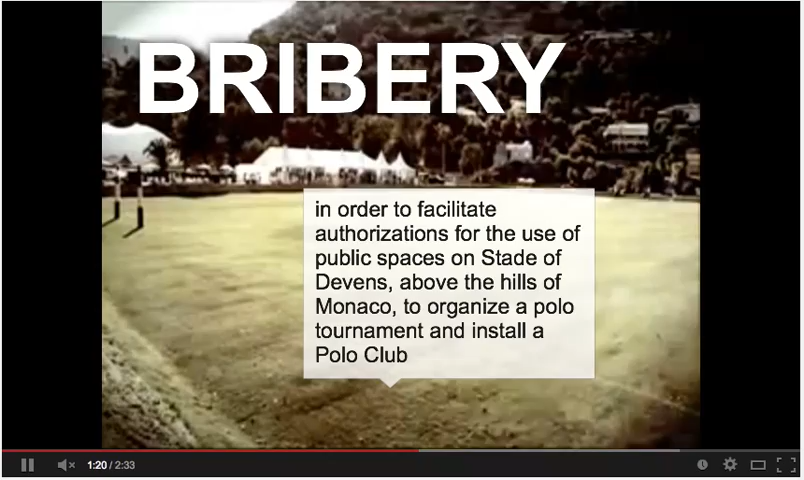 BRIBERY
in order to facilitate
authorizations for the use of
public spaces on Stade of
Devens, above the hills of
Monaco, to organize a polo
tournament and install a
Polo Club
1:20 / 2:33